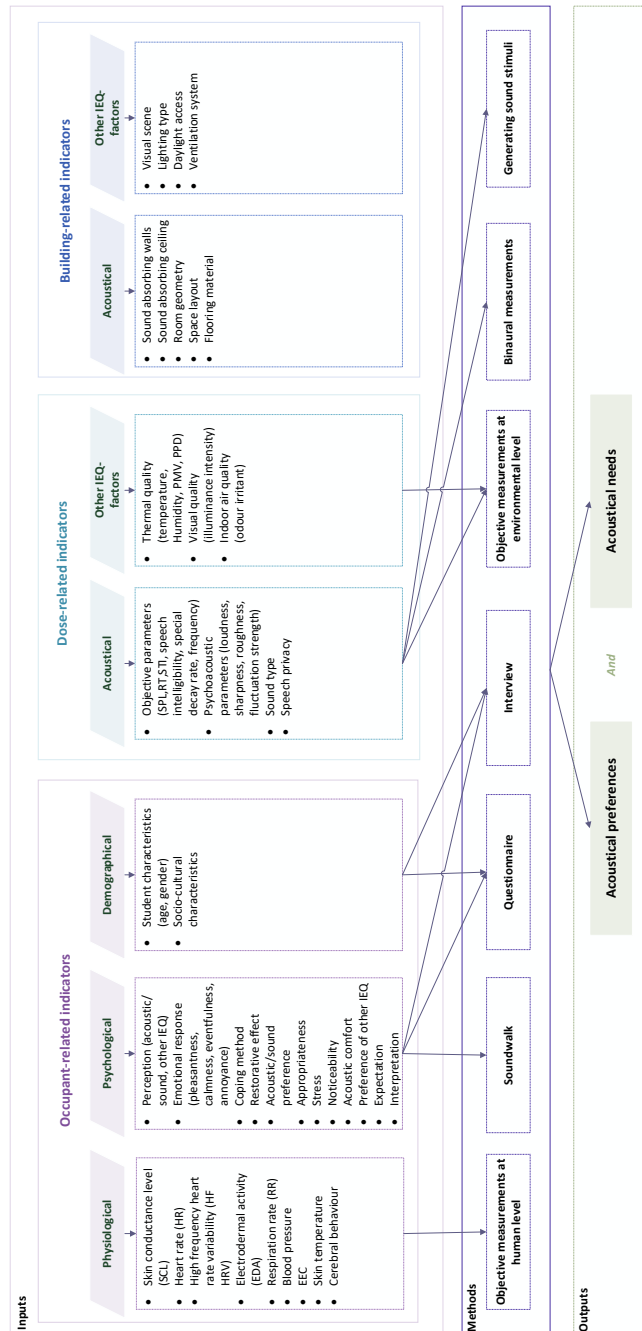 Inputs
Occupant-related indicators
Physiological
• Skin conductance level
(SCL)
• Heart rate (HR)
• High frequency heart
rate variability (HF
HRV)
• Electrodermal activity
(EDA)
• Respiration rate (RR)
• Blood pressure
• EEC
• Skin temperature
• Cerebral behaviour
Psychological
• Perception (acoustic/
sound, other IEQ)
• Emotional response
(pleasantness,
calmness, eventfulness,
annoyance)
• Coping method
• Restorative effect
• Acoustic/sound
preference
• Appropriateness
• Stress
• Noticeability
• Acoustic comfort
• Preference of other IEQ
• Expectation
• Interpretation
Demographical
• Student characteristics
(age, gender)
• Socio-cultural
characteristics
Dose-related indicators
Acoustical
• Objective parameters
(SPL,RT,STI, speech
intelligibility, special
decay rate, frequency)
• Psychoacoustic
parameters (loudness,
sharpness, roughness,
fluctuation strength)
• Sound type
• Speech privacy
Other IEQ-
factors
• Thermal quality
(temperature,
Humidity, PMV, PPD)
• Visual quality
(illuminance intensity)
• Indoor air quality
(odour irritant)
Building-related indicators
Acoustical
• Sound absorbing walls
• Sound absorbing ceiling
• Room geometry
• Space layout
• Flooring material
Other IEQ-
factors
• Visual scene
• Lighting type
• Daylight access
• Ventilation system
Methods
Objective measurements at
human level
Soundwalk
Questionnaire
Interview
Objective measurements at
environmental level
Binaural measurements
Generating sound stimuli
Outputs
Acoustical preferences
And
Acoustical needs